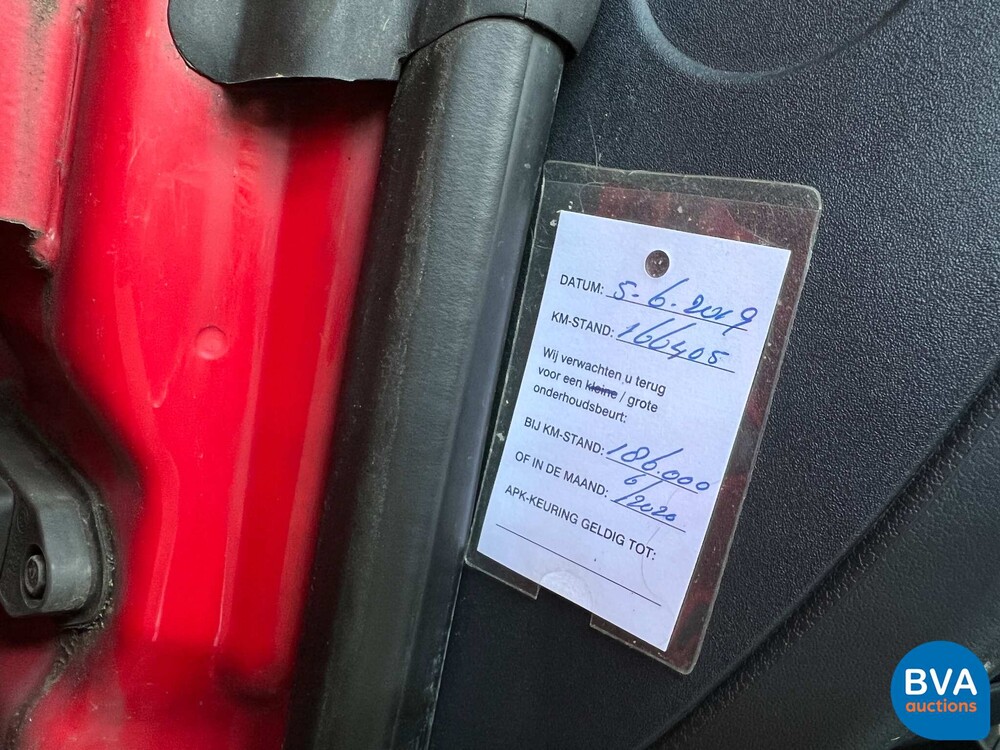 DATUM: 5-6-2019
KM-STAND: 166405
Wij verwachten u terug
voor een kleine / grote
onderhoudsbeurt:
BIJ KM-STAND: 186.000
OF IN DE MAAND: 6/2020
APK-KEURING GELDIG TOT:
BVA
auctions